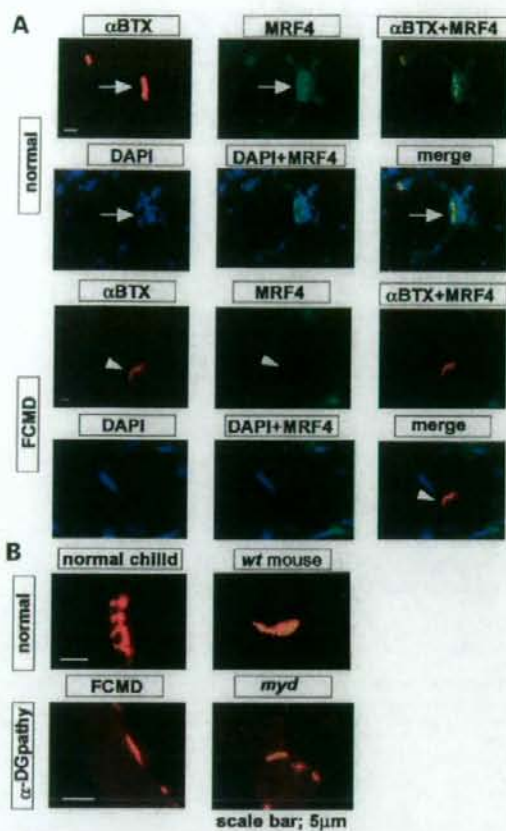 A
αBTX MRF4 αBTX+MRF4
normal
DAPI DAPI+MRF4 merge
αBTX MRF4 αBTX+MRF4
FCMD
DAPI DAPI+MRF4 merge
B
normal chilld wt mouse
normal
FCMD myd
α-DGpathy
scale bar; 5μm